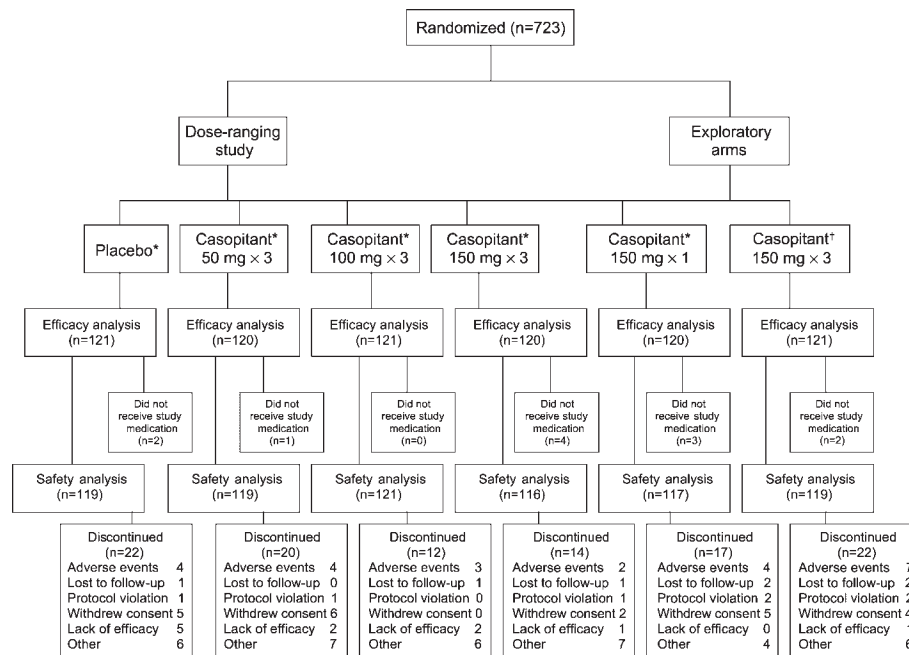 Randomized (n=723)
Dose-ranging
study
Exploratory
arms
Placebo*
Casopitant*
50 mg × 3
Casopitant*
100 mg × 3
Casopitant*
150 mg × 3
Casopitant*
150 mg × 1
Casopitant†
150 mg × 3
Efficacy analysis
(n=121)
Efficacy analysis
(n=120)
Efficacy analysis
(n=121)
Efficacy analysis
(n=120)
Efficacy analysis
(n=120)
Efficacy analysis
(n=121)
Did not
receive study
medication
(n=2)
Did not
receive study
medication
(n=1)
Did not
receive study
medication
(n=0)
Did not
receive study
medication
(n=4)
Did not
receive study
medication
(n=3)
Did not
receive study
medication
(n=2)
Safety analysis
(n=119)
Safety analysis
(n=119)
Safety analysis
(n=121)
Safety analysis
(n=116)
Safety analysis
(n=117)
Safety analysis
(n=119)
Discontinued
(n=22)
Adverse events 4
Lost to follow-up 1
Protocol violation 1
Withdrew consent 5
Lack of efficacy 5
Other 6
Discontinued
(n=20)
Adverse events 4
Lost to follow-up 0
Protocol violation 1
Withdrew consent 6
Lack of efficacy 2
Other 7
Discontinued
(n=12)
Adverse events 3
Lost to follow-up 1
Protocol violation 0
Withdrew consent 0
Lack of efficacy 2
Other 6
Discontinued
(n=14)
Adverse events 2
Lost to follow-up 1
Protocol violation 1
Withdrew consent 2
Lack of efficacy 1
Other 7
Discontinued
(n=17)
Adverse events 4
Lost to follow-up 2
Protocol violation 2
Withdrew consent 5
Lack of efficacy 0
Other 4
Discontinued
(n=22)
Adverse events 7
Lost to follow-up 2
Protocol violation 2
Withdrew consent 4
Lack of efficacy 1
Other 6